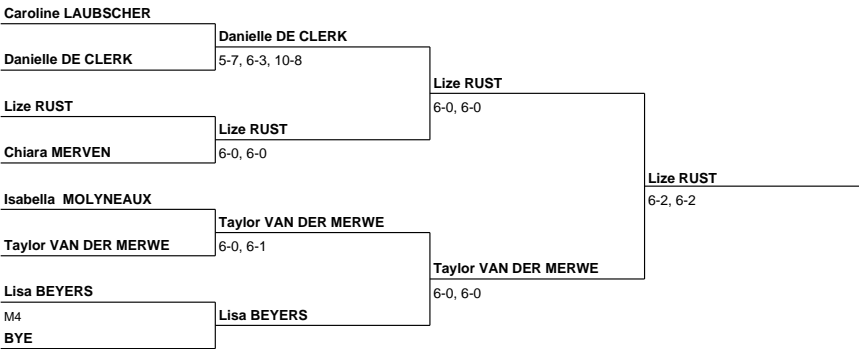 Caroline LAUBSCHER
Danielle DE CLERK
Danielle DE CLERK
5-7, 6-3, 10-8
Lize RUST
6-0, 6-0
Lize RUST
Lize RUST
Chiara MERVEN
6-0, 6-0
Lize RUST
6-2, 6-2
Isabella  MOLYNEAUX
Taylor VAN DER MERWE
Taylor VAN DER MERWE
6-0, 6-1
Taylor VAN DER MERWE
6-0, 6-0
Lisa BEYERS
M4
Lisa BEYERS
BYE